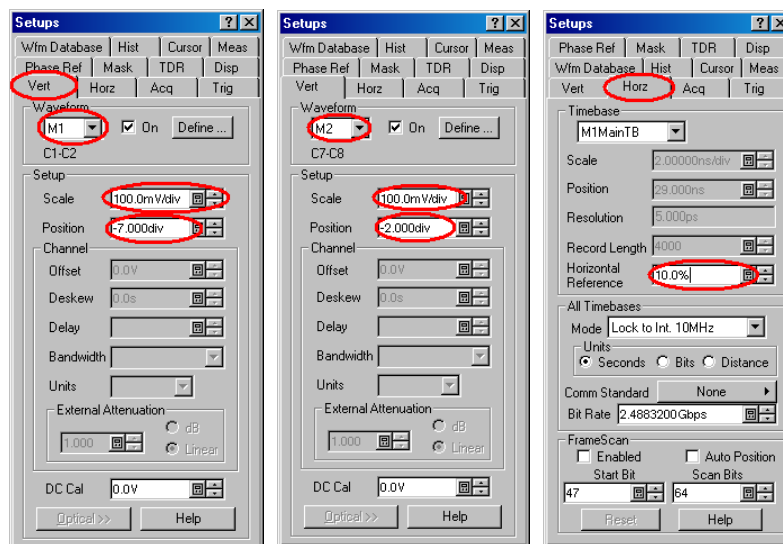 Setups
Wfm Database Hist Cursor Meas
Phase Ref Mask TDR Disp
Vert Horz Acq Trig
Waveform
M1 On Define ...
C1-C2
Setup
Scale 100.0mV/div
Position -7.000div
Channel
Offset 0.0V
Deskew 0.0s
Delay
Bandwidth
Units
External Attenuation
1.000 dB
Linear
DC Cal 0.0V
Optical >> Help
Setups
Wfm Database Hist Cursor Meas
Phase Ref Mask TDR Disp
Vert Horz Acq Trig
Waveform
M2 On Define ...
C7-C8
Setup
Scale 100.0mV/div
Position -2.000div
Channel
Offset 0.0V
Deskew 0.0s
Delay
Bandwidth
Units
External Attenuation
1.000 dB
Linear
DC Cal 0.0V
Optical >> Help
Setups
Phase Ref Mask TDR Disp
Wfm Database Hist Cursor Meas
Vert Horz Acq Trig
Timebase
M1MainTB
Scale 2.00000ns/div
Position 29.000ns
Resolution 5.000ps
Record Length 4000
Horizontal
Reference 10.0%
All Timebases
Mode Lock to Int. 10MHz
Units
Seconds Bits Distance
Comm Standard None
Bit Rate 2.4883200Gbps
FrameScan
Enabled Auto Position
Start Bit Scan Bits
47 64
Reset Help